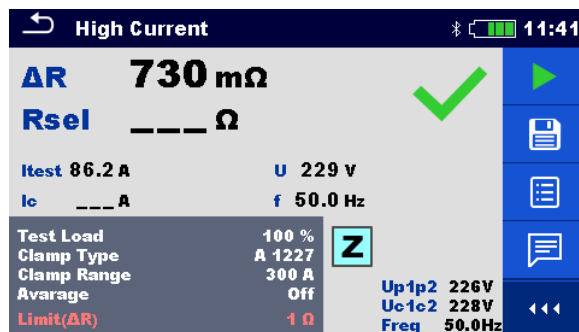 High Current 11:41
ΔR 730 mΩ
Rsel ___ Ω
Itest 86.2 A U 229 V
Ic ___ A f 50.0 Hz
Test Load 100 %
Clamp Type A 1227
Clamp Range 300 A
Avarage Off
Limit(ΔR) 1 Ω
Z
Up1p2 226V
Uc1c2 228V
Freq 50.0Hz